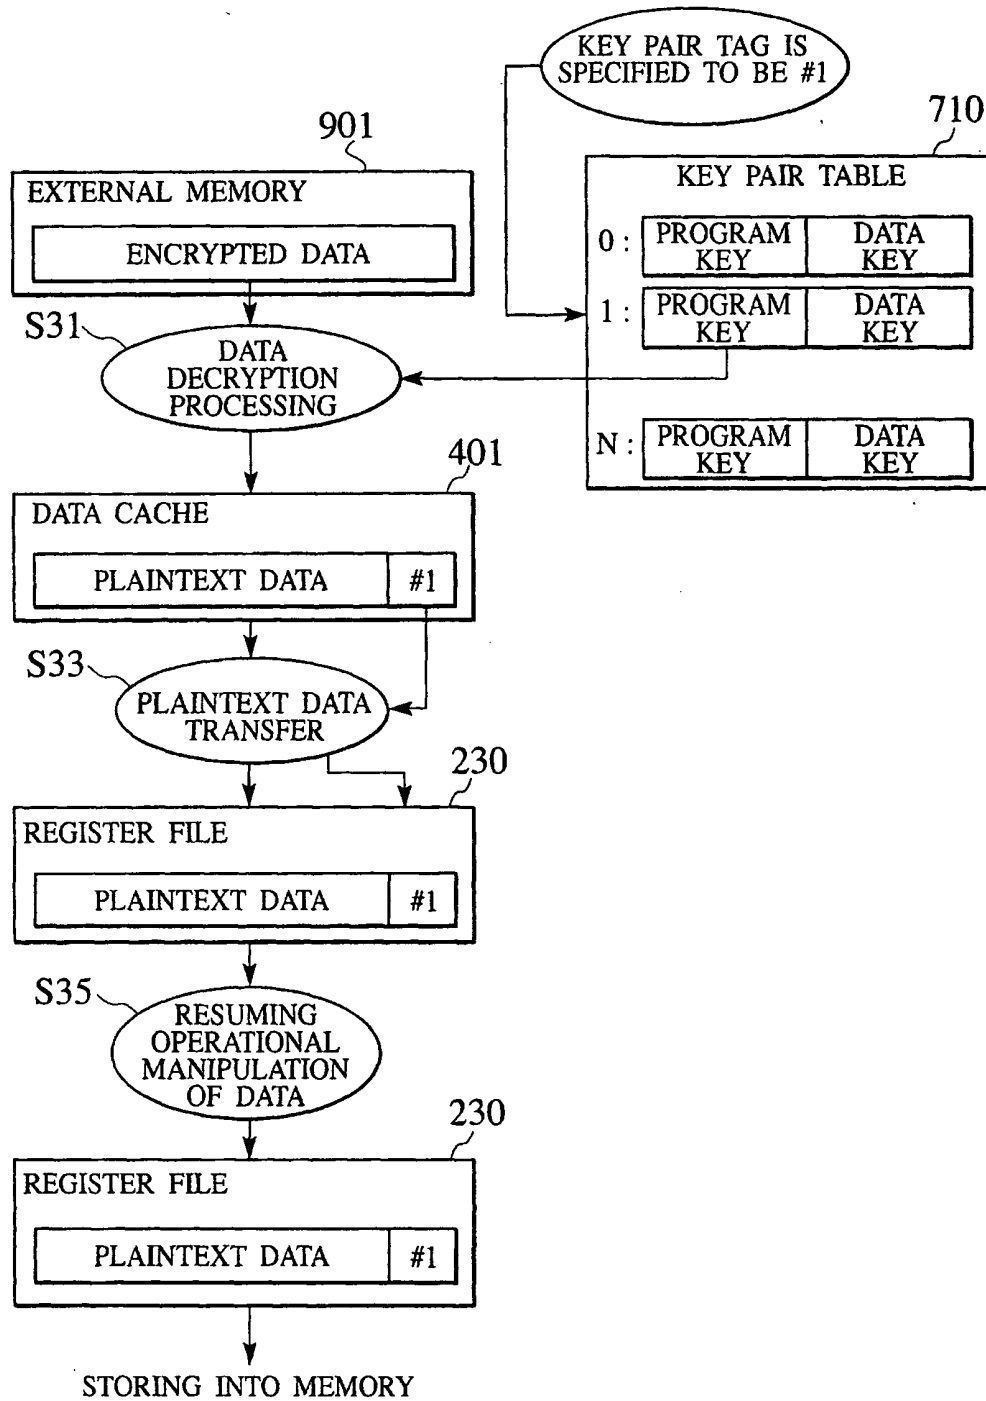 KEY PAIR TAG IS
SPECIFIED TO BE #1
710
KEY PAIR TABLE
0 : PROGRAM KEY DATA KEY
1 : PROGRAM KEY DATA KEY
N : PROGRAM KEY DATA KEY
901
EXTERNAL MEMORY
ENCRYPTED DATA
S31
DATA
DECRYPTION
PROCESSING
401
DATA CACHE
PLAINTEXT DATA #1
S33
PLAINTEXT DATA
TRANSFER
230
REGISTER FILE
PLAINTEXT DATA #1
S35
RESUMING
OPERATIONAL
MANIPULATION
OF DATA
230
REGISTER FILE
PLAINTEXT DATA #1
STORING INTO MEMORY